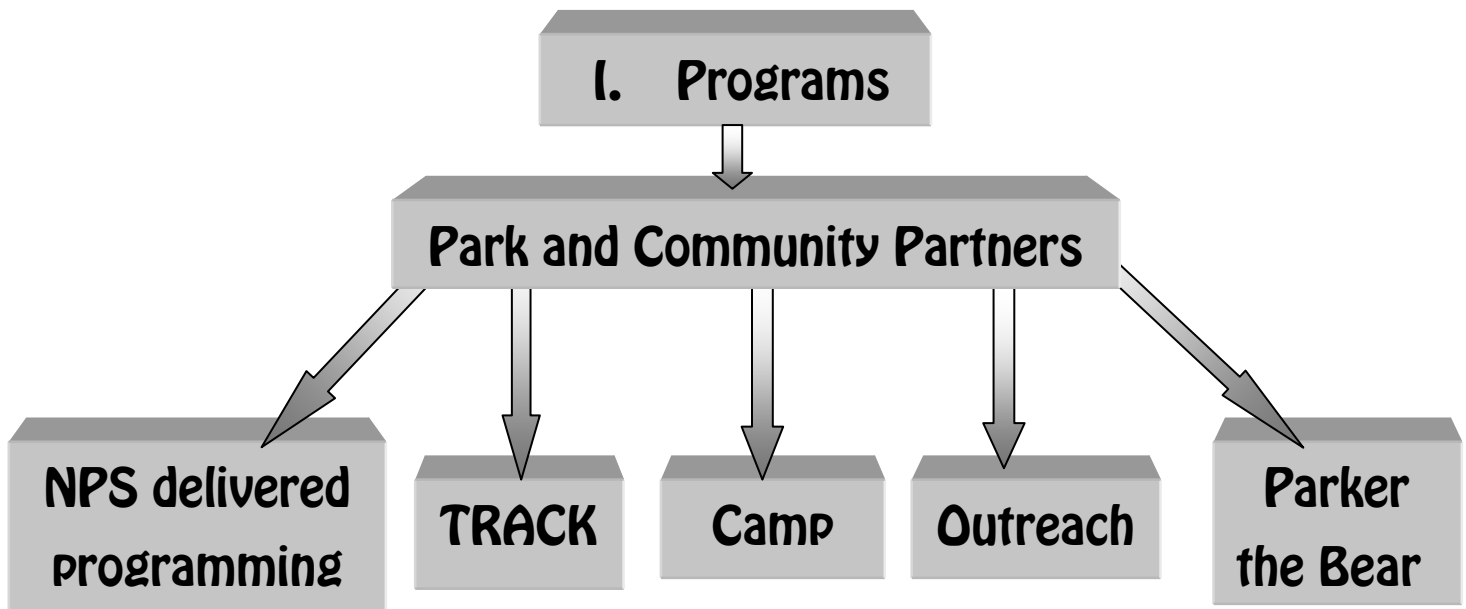 I. Programs
Park and Community Partners
NPS delivered
programming
TRACK
Camp
Outreach
Parker
the Bear